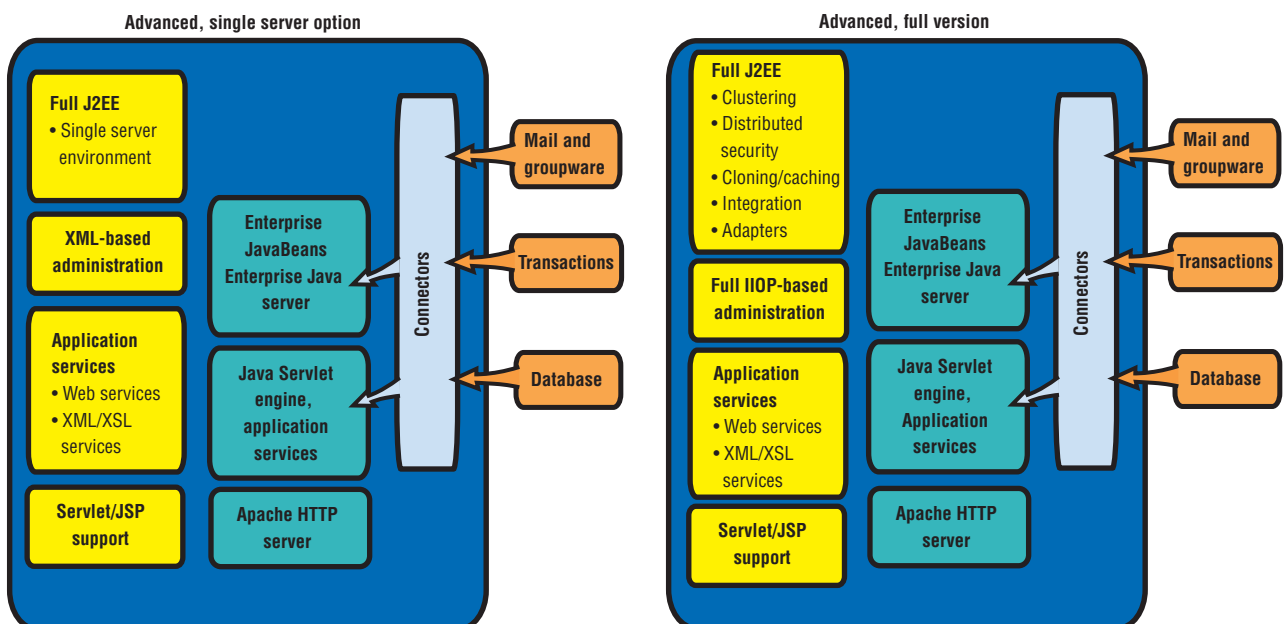 Advanced, single server option
Full J2EE
• Single server
environment
XML-based
administration
Application
services
• Web services
• XML/XSL
services
Servlet/JSP
support
Enterprise
JavaBeans
Enterprise Java
server
Java Servlet
engine,
application
services
Apache HTTP
server
Connectors
Mail and
groupware
Transactions
Database
Advanced, full version
Full J2EE
• Clustering
• Distributed
security
• Cloning/caching
• Integration
• Adapters
Full IIOP-based
administration
Application
services
• Web services
• XML/XSL
services
Servlet/JSP
support
Enterprise
JavaBeans
Enterprise Java
server
Java Servlet
engine,
Application
services
Apache HTTP
server
Connectors
Mail and
groupware
Transactions
Database